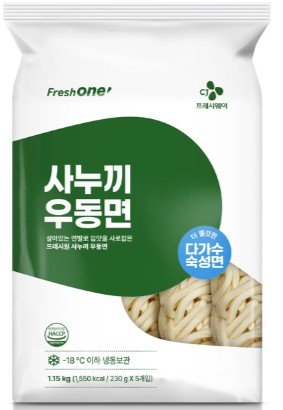 Freshone
CJ
프레시웨이
사누끼
우동면
살아있는 면발로 입맛을 사로잡은
프레시원 사누끼 우동면
더 쫄깃한
다가수
숙성면
HACCP
-18 ℃ 이하 냉동보관
1.15 kg (1,550 kcal / 230 g X 5개입)